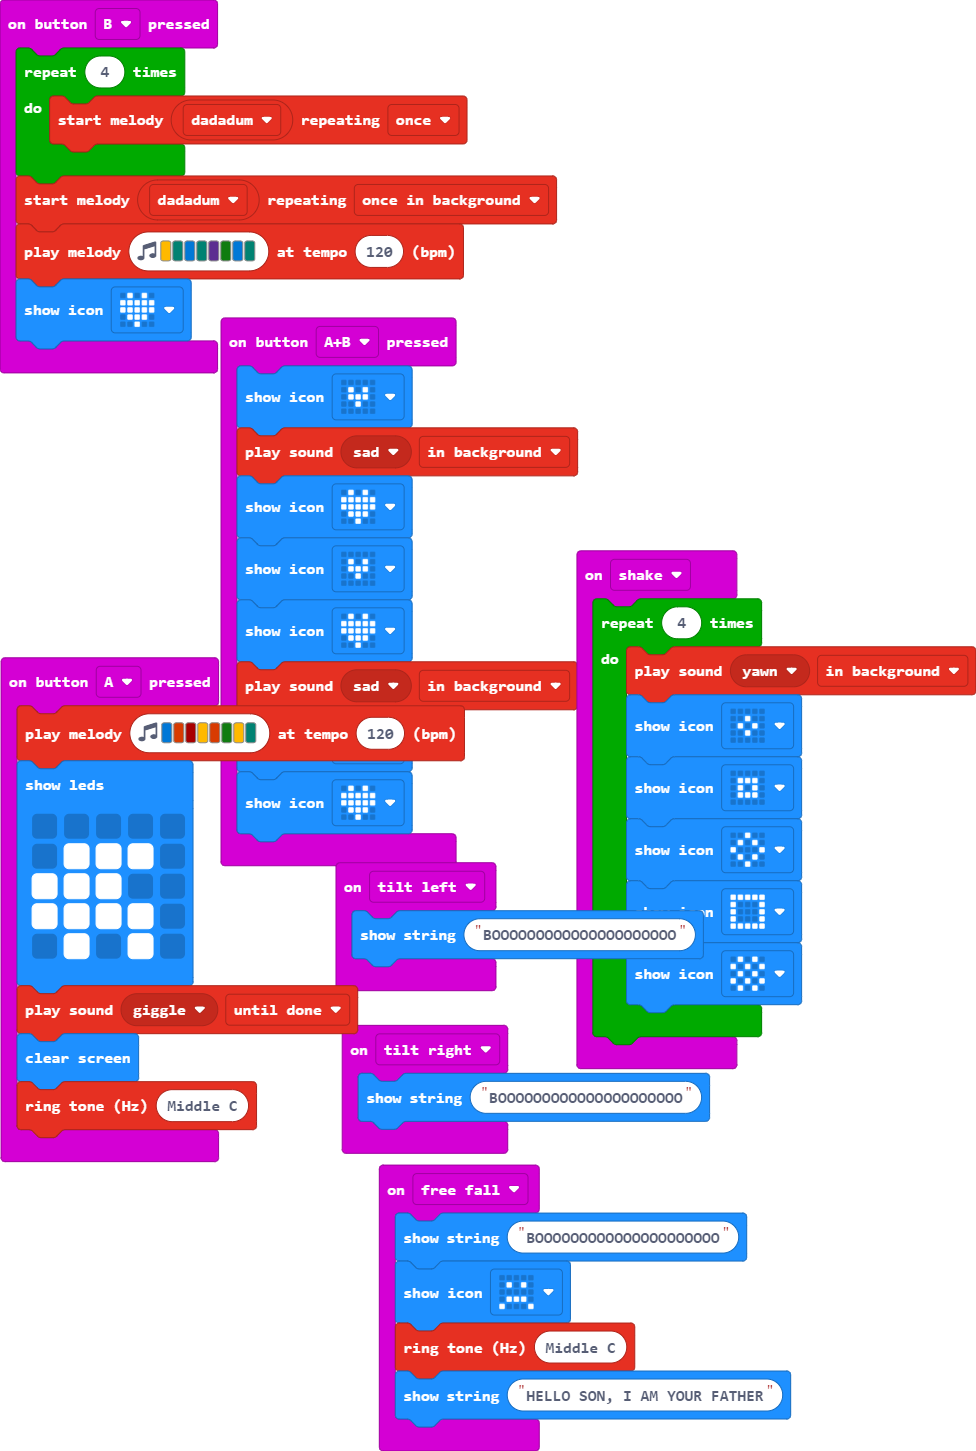 on button B pressed
repeat 4 times
do
start melody dadadum repeating once
start melody dadadum repeating once in background
play melody at tempo 120 (bpm)
show icon
on button A+B pressed
show icon
play sound sad in background
show icon
show icon
show icon
play sound sad in background
show icon
on shake
repeat 4 times
do
play sound yawn in background
show icon
show icon
show icon
show icon
on button A pressed
play melody at tempo 120 (bpm)
show leds
play sound giggle until done
clear screen
ring tone (Hz) Middle C
on tilt left
show string "BOOOOOOOOOOOOOOOOOOOOO"
on tilt right
show string "BOOOOOOOOOOOOOOOOOOOOO"
on free fall
show string "BOOOOOOOOOOOOOOOOOOOOO"
show icon
ring tone (Hz) Middle C
show string "HELLO SON, I AM YOUR FATHER"